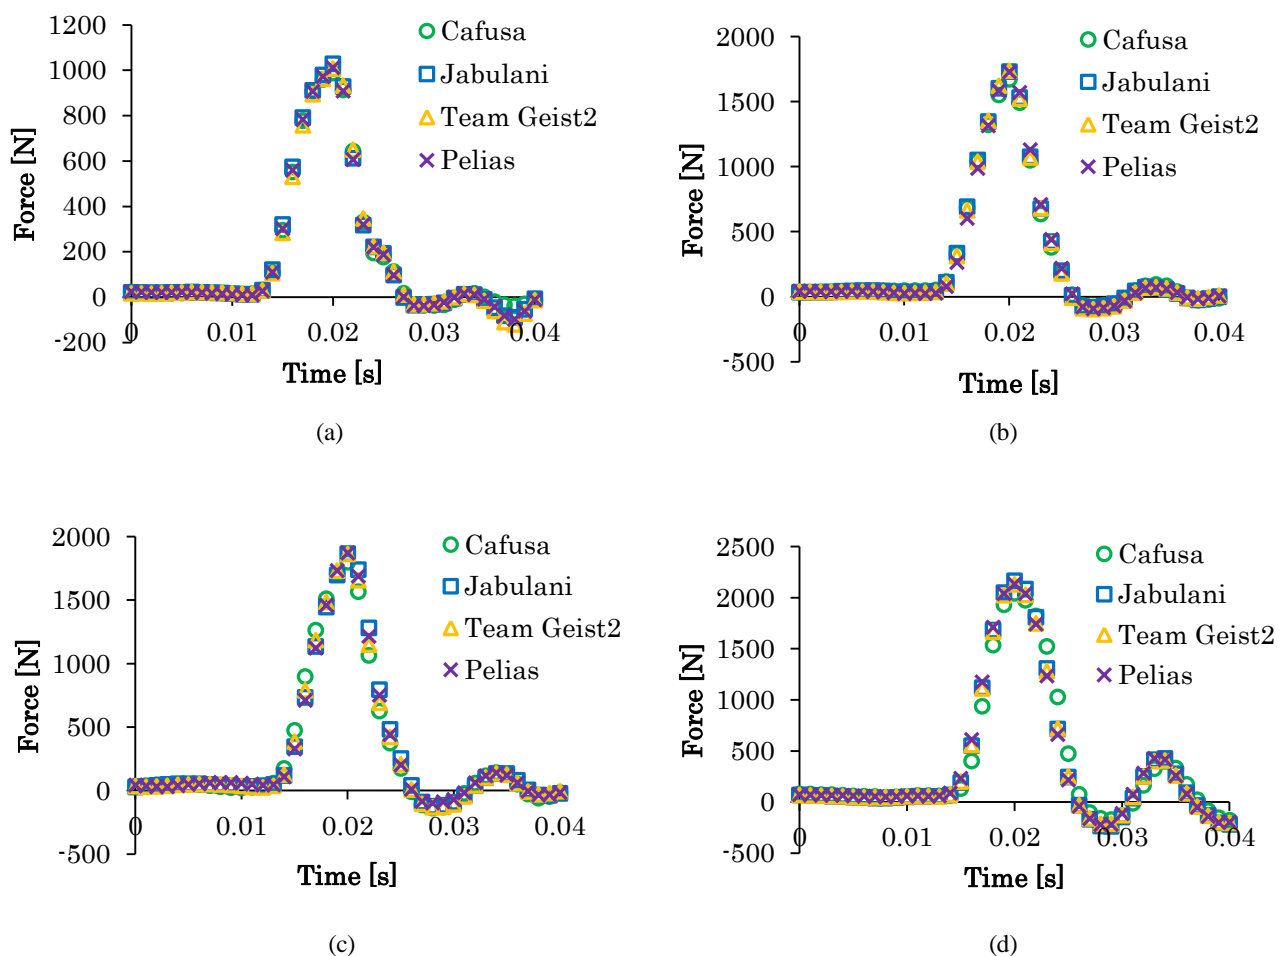 1200
1000
800
600
400
200
0
-200
Force [N]
0
0.01
0.02
0.03
0.04
Time [s]
Cafusa
Jabulani
Team Geist2
Pelias
(a)
2000
1500
1000
500
0
-500
Force [N]
0
0.01
0.02
0.03
0.04
Time [s]
Cafusa
Jabulani
Team Geist2
Pelias
(b)
2000
1500
1000
500
0
-500
Force [N]
0
0.01
0.02
0.03
0.04
Time [s]
Cafusa
Jabulani
Team Geist2
Pelias
(c)
2500
2000
1500
1000
500
0
-500
Force [N]
0
0.01
0.02
0.03
0.04
Time [s]
Cafusa
Jabulani
Team Geist2
Pelias
(d)